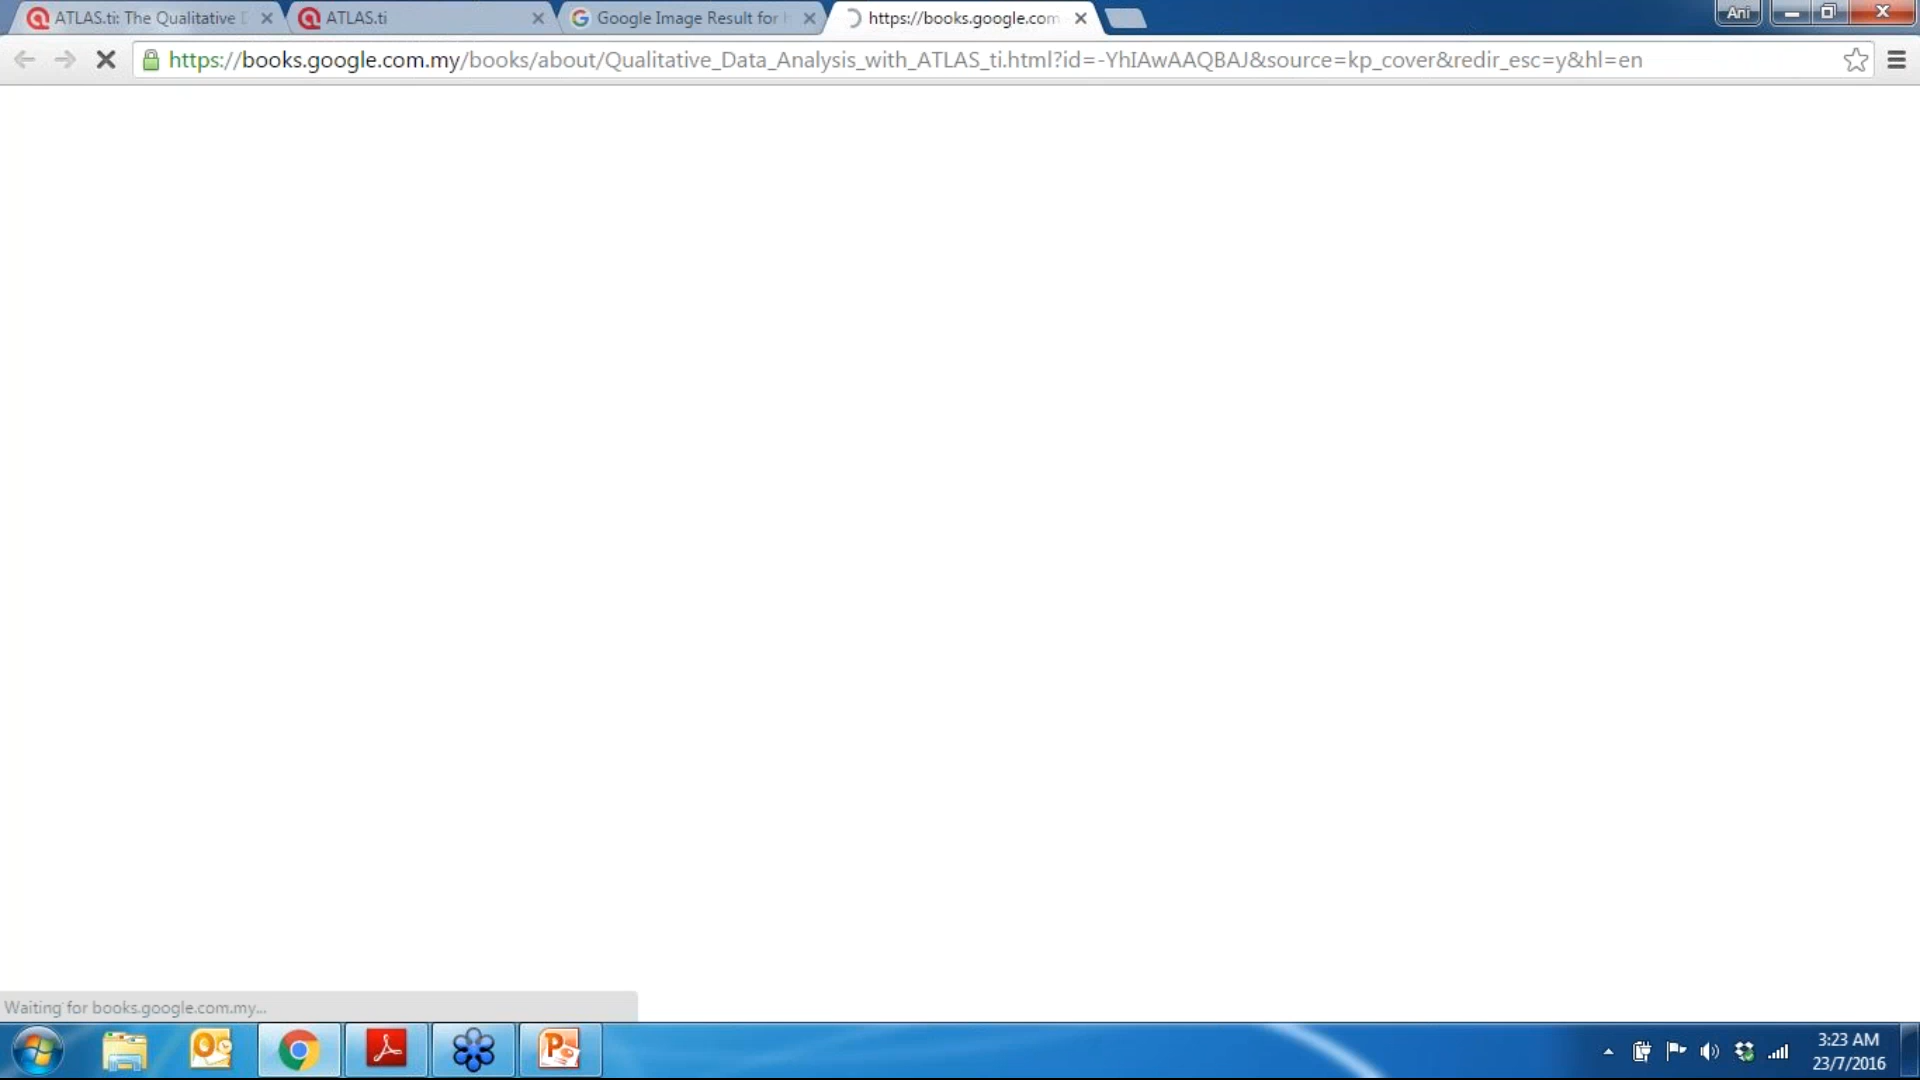 ATLAS.ti: The Qualitative
ATLAS.ti
Google Image Result for
https://books.google.com
Ani
https://books.google.com.my/books/about/Qualitative_Data_Analysis_with_ATLAS_ti.html?id=-YhIAwAAQBAJ&source=kp_cover&redir_esc=y&hl=en
Waiting for books.google.com.my...
3:23 AM
23/7/2016